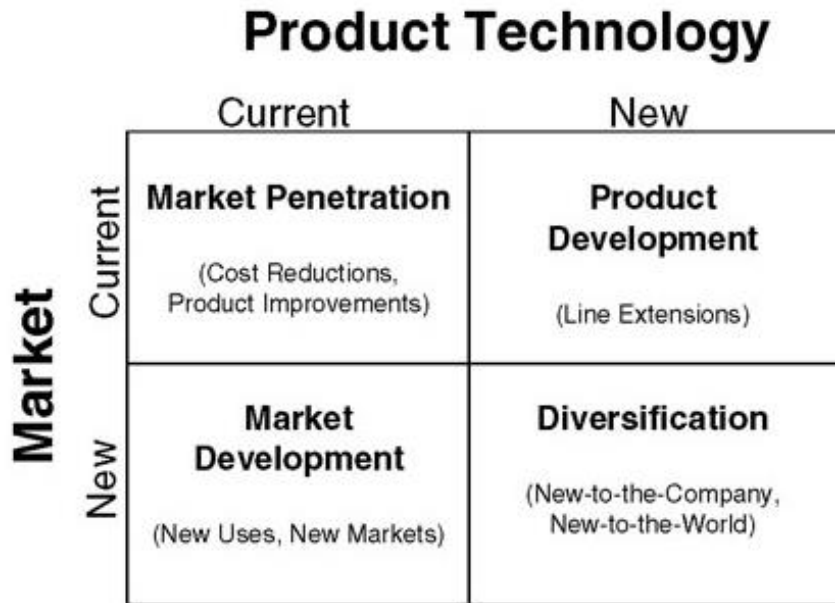 Product Technology
Current
New
Market
Current
Market Penetration
(Cost Reductions,
Product Improvements)
Product
Development
(Line Extensions)
New
Market
Development
(New Uses, New Markets)
Diversification
(New-to-the-Company,
New-to-the-World)